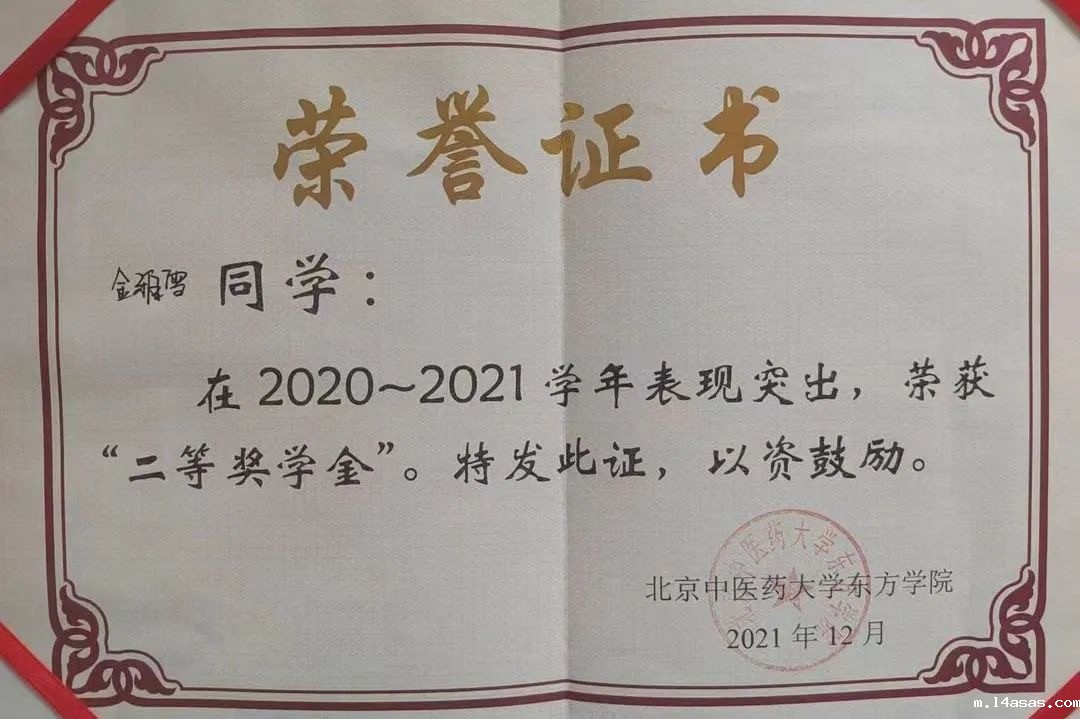 荣誉证书
金雅雪 同学：
在2020～2021学年表现突出，荣获
“二等奖学金”。特发此证，以资鼓励。
北京中医药大学东方学院
2021年12月
m.14asas.com